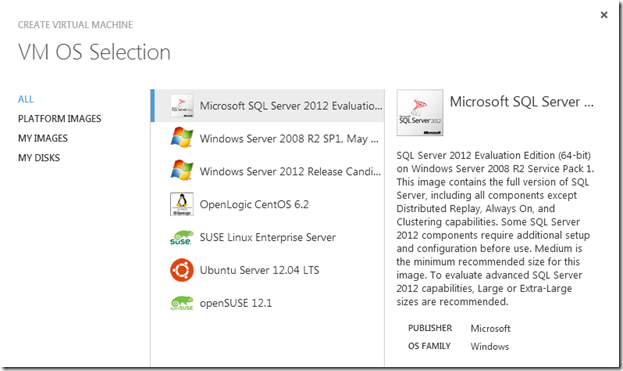 CREATE VIRTUAL MACHINE
VM OS Selection
ALL
PLATFORM IMAGES
MY IMAGES
MY DISKS
Microsoft SQL Server 2012 Evaluatio...
Windows Server 2008 R2 SP1, May ...
Windows Server 2012 Release Candi...
OpenLogic CentOS 6.2
SUSE Linux Enterprise Server
Ubuntu Server 12.04 LTS
openSUSE 12.1
Microsoft SQL Server ...
SQL Server 2012 Evaluation Edition (64-bit)
on Windows Server 2008 R2 Service Pack 1.
This image contains the full version of SQL
Server, including all components except
Distributed Replay, Always On, and
Clustering capabilities. Some SQL Server
2012 components require additional setup
and configuration before use. Medium is
the minimum recommended size for this
image. To evaluate advanced SQL Server
2012 capabilities, Large or Extra-Large
sizes are recommended.
PUBLISHER Microsoft
OS FAMILY Windows